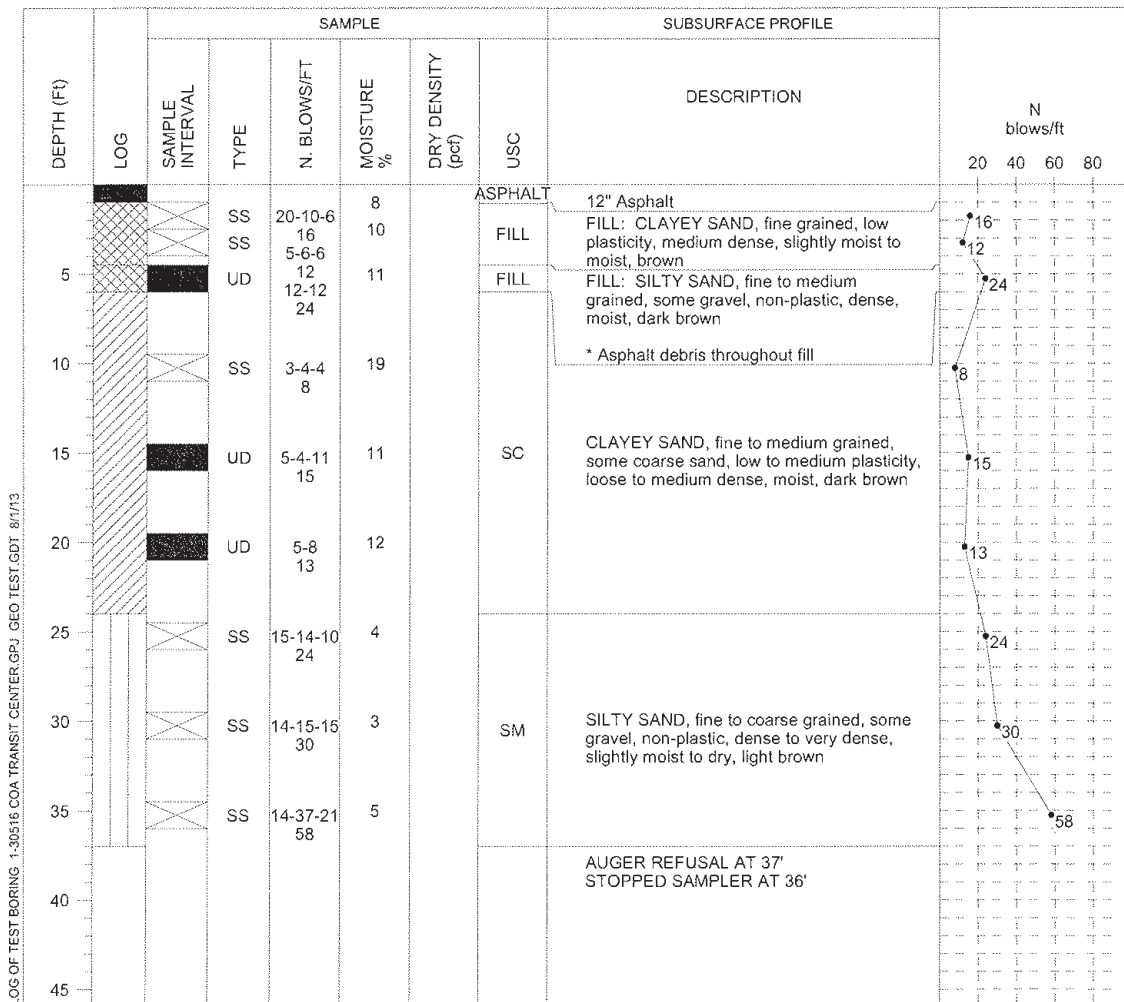 SAMPLE
SUBSURFACE PROFILE
DEPTH (Ft)
LOG
SAMPLE
INTERVAL
TYPE
N. BLOWS/FT
MOISTURE
%
DRY DENSITY
(pcf)
USC
DESCRIPTION
N
blows/ft
20 40 60 80
ASPHALT
12" Asphalt
8
SS 20-10-6
16
10
FILL
FILL: CLAYEY SAND, fine grained, low
plasticity, medium dense, slightly moist to
moist, brown
16
SS
5-6-6
12
12
5
UD
12-12
24
11
FILL
FILL: SILTY SAND, fine to medium
grained, some gravel, non-plastic, dense,
moist, dark brown
24
* Asphalt debris throughout fill
10
SS 3-4-4 19
8
8
CLAYEY SAND, fine to medium grained,
some coarse sand, low to medium plasticity,
loose to medium dense, moist, dark brown
15 UD 5-4-11 11 SC
15
15
20 UD 5-8 12
13
13
25 SS 15-14-10 4
24
24
30 SS 14-15-15 3 SM
30
SILTY SAND, fine to coarse grained, some
gravel, non-plastic, dense to very dense,
slightly moist to dry, light brown
30
35 SS 14-37-21 5
58
58
AUGER REFUSAL AT 37'
STOPPED SAMPLER AT 36'
40
45
OG OF TEST BORING 1-30516 COA TRANSIT CENTER.GPJ GEO TEST.GDT 8/1/13